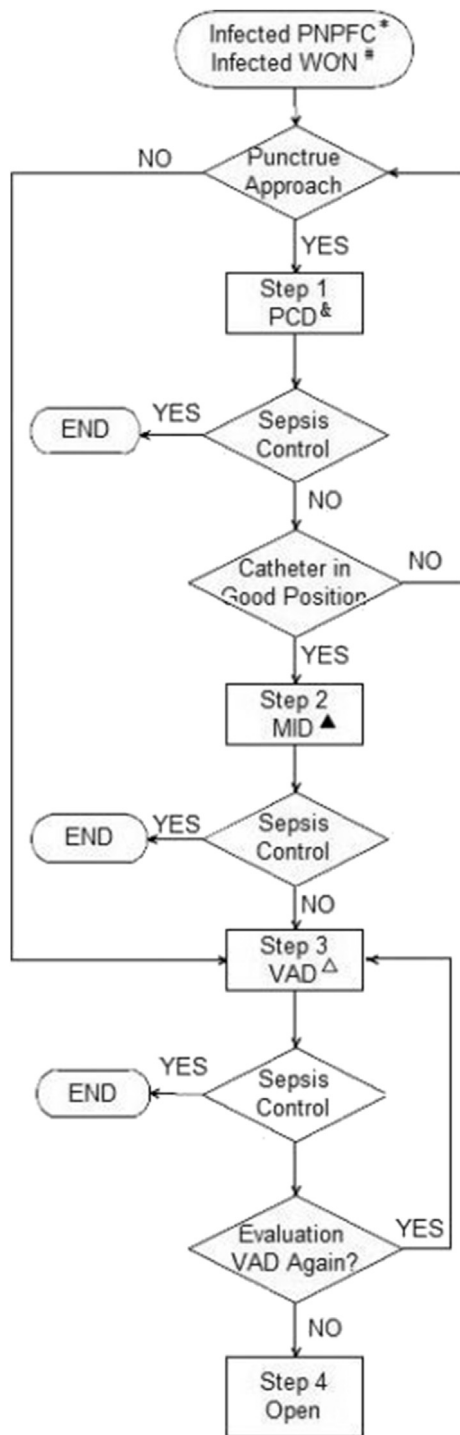 Infected PNPFC*
Infected WON#
NO
Punctrue
Approach
YES
Step 1
PCD&
YES
END
Sepsis
Control
NO
Catheter in
Good Position
NO
YES
Step 2
MID▲
YES
END
Sepsis
Control
NO
Step 3
VAD△
YES
END
Sepsis
Control
Evaluation
VAD Again?
YES
NO
Step 4
Open